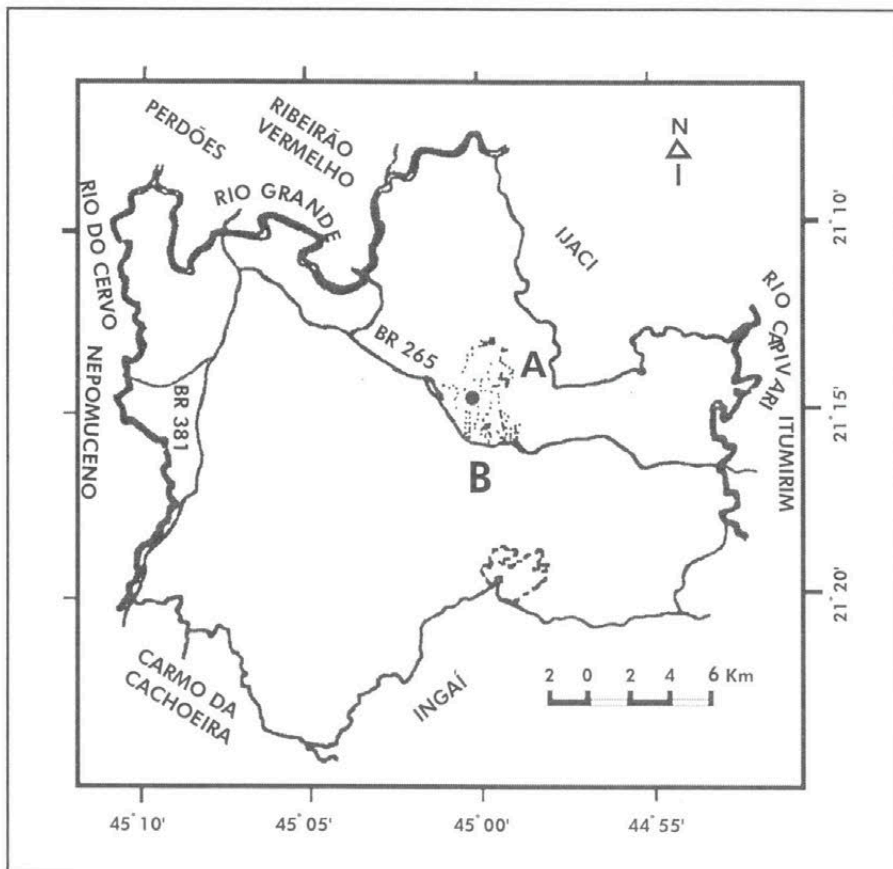 PERDÕES
RIBEIRÃO
VERMELHO
N
RIO GRANDE
IJACI
RIO DO CERVO
NEPOMUCENO
BR 381
BR 265
A
B
RIO CAPIVARI
ITUMIRIM
21°10'
21°15'
21°20'
CARMO DA
CACHOEIRA
INGAÍ
2 0 2 4 6 Km
45°10' 45°05' 45°00' 44°55'